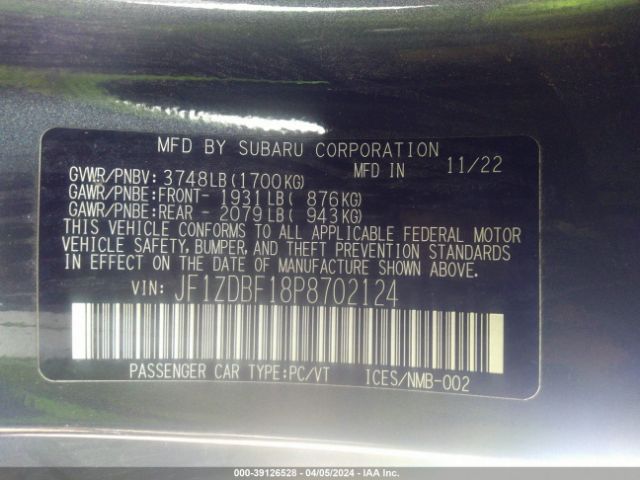 MFD BY SUBARU CORPORATION
GVWR/PNBV: 3748LB(1700KG) MFD IN 11/22
GAWR/PNBE:FRONT- 1931LB( 876KG)
GAWR/PNBE:REAR - 2079LB( 943KG)
THIS VEHICLE CONFORMS TO ALL APPLICABLE FEDERAL MOTOR
VEHICLE SAFETY, BUMPER, AND THEFT PREVENTION STANDARDS
IN EFFECT ON THE DATE OF MANUFACTURE SHOWN ABOVE.
VIN: JF1ZDBF18P8702124
PASSENGER CAR TYPE:PC/VT ICES/NMB-002
000-39126528 - 04/05/2024 - IAA Inc.